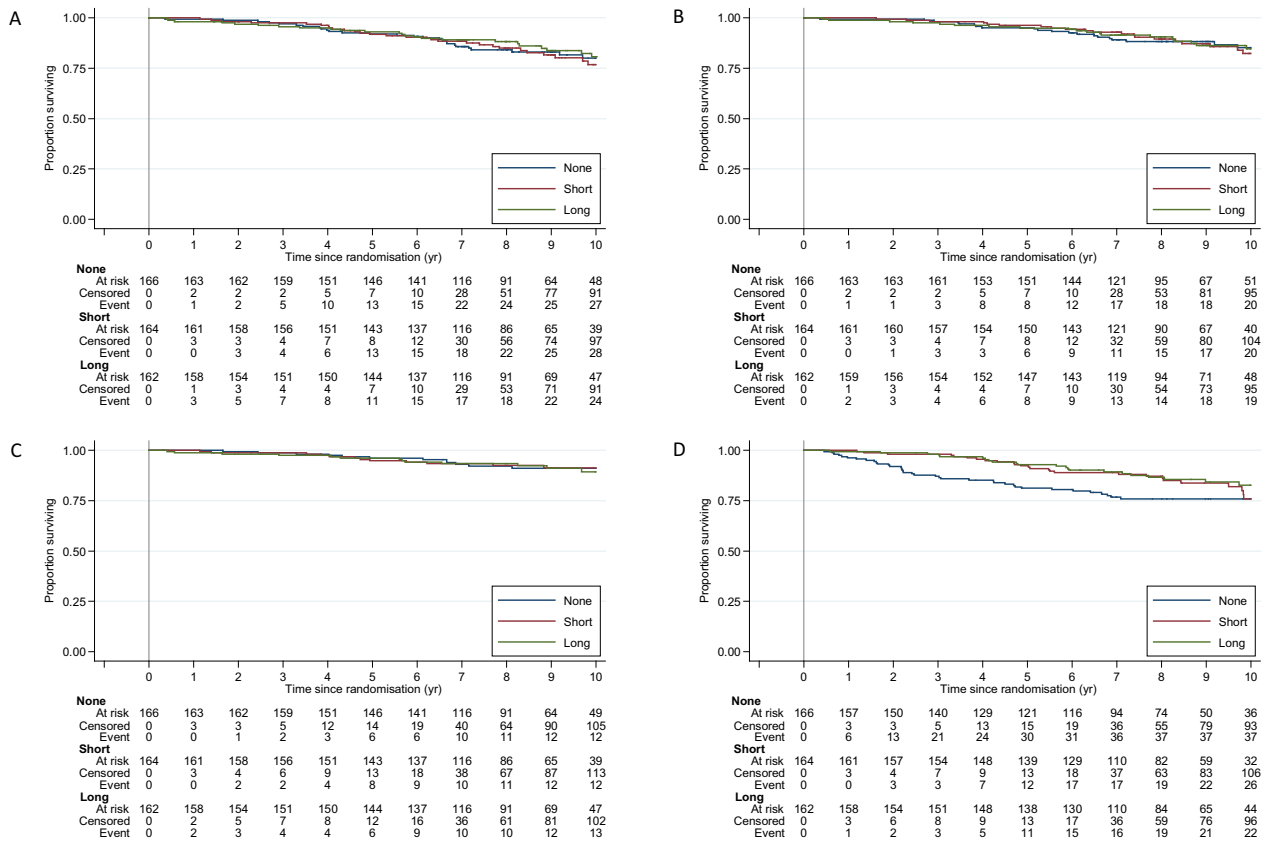 A
1.00
0.75
0.50
0.25
0.00
Proportion surviving
None
Short
Long
0 1 2 3 4 5 6 7 8 9 10
Time since randomisation (yr)
None
At risk 166 163 162 159 151 146 141 116 91 64 48
Censored 0 2 2 2 5 7 10 28 51 77 91
Event 0 1 2 5 10 13 15 22 24 25 27
Short
At risk 164 161 158 156 151 143 137 116 86 65 39
Censored 0 3 3 4 7 8 12 30 56 74 97
Event 0 0 3 4 6 13 15 18 22 25 28
Long
At risk 162 158 154 151 150 144 137 116 91 69 47
Censored 0 1 3 4 4 7 10 29 53 71 91
Event 0 3 5 7 8 11 15 17 18 22 24
B
1.00
0.75
0.50
0.25
0.00
Proportion surviving
None
Short
Long
0 1 2 3 4 5 6 7 8 9 10
Time since randomisation (yr)
None
At risk 166 163 163 161 153 151 144 121 95 67 51
Censored 0 2 2 2 5 7 10 28 53 81 95
Event 0 1 1 3 8 8 12 17 18 18 20
Short
At risk 164 161 160 157 154 150 143 121 90 67 40
Censored 0 3 3 4 7 8 12 32 59 80 104
Event 0 0 1 3 3 6 9 11 15 17 20
Long
At risk 162 159 156 154 152 147 143 119 94 71 48
Censored 0 1 3 4 4 7 10 30 54 73 95
Event 0 2 3 4 6 8 9 13 14 18 19
C
1.00
0.75
0.50
0.25
0.00
Proportion surviving
None
Short
Long
0 1 2 3 4 5 6 7 8 9 10
Time since randomisation (yr)
None
At risk 166 163 162 159 151 146 141 116 91 64 49
Censored 0 3 3 5 12 14 19 40 64 90 105
Event 0 0 1 2 3 6 6 10 11 12 12
Short
At risk 164 161 158 156 151 143 137 116 86 65 39
Censored 0 3 4 6 9 13 18 38 67 87 113
Event 0 0 2 2 4 8 9 10 11 12 12
Long
At risk 162 158 154 151 150 144 137 116 91 69 47
Censored 0 2 5 7 8 12 16 36 61 81 102
Event 0 2 3 4 4 6 9 10 10 12 13
D
1.00
0.75
0.50
0.25
0.00
Proportion surviving
None
Short
Long
0 1 2 3 4 5 6 7 8 9 10
Time since randomisation (yr)
None
At risk 166 157 150 140 129 121 116 94 74 50 36
Censored 0 3 3 5 13 15 19 36 55 79 93
Event 0 6 13 21 24 30 31 36 37 37 37
Short
At risk 164 161 157 154 148 139 129 110 82 59 32
Censored 0 3 4 7 9 13 18 37 63 83 106
Event 0 0 3 3 7 12 17 17 19 22 26
Long
At risk 162 158 154 151 148 138 130 110 84 65 44
Censored 0 3 6 8 9 13 17 36 59 76 96
Event 0 1 2 3 5 11 15 16 19 21 22